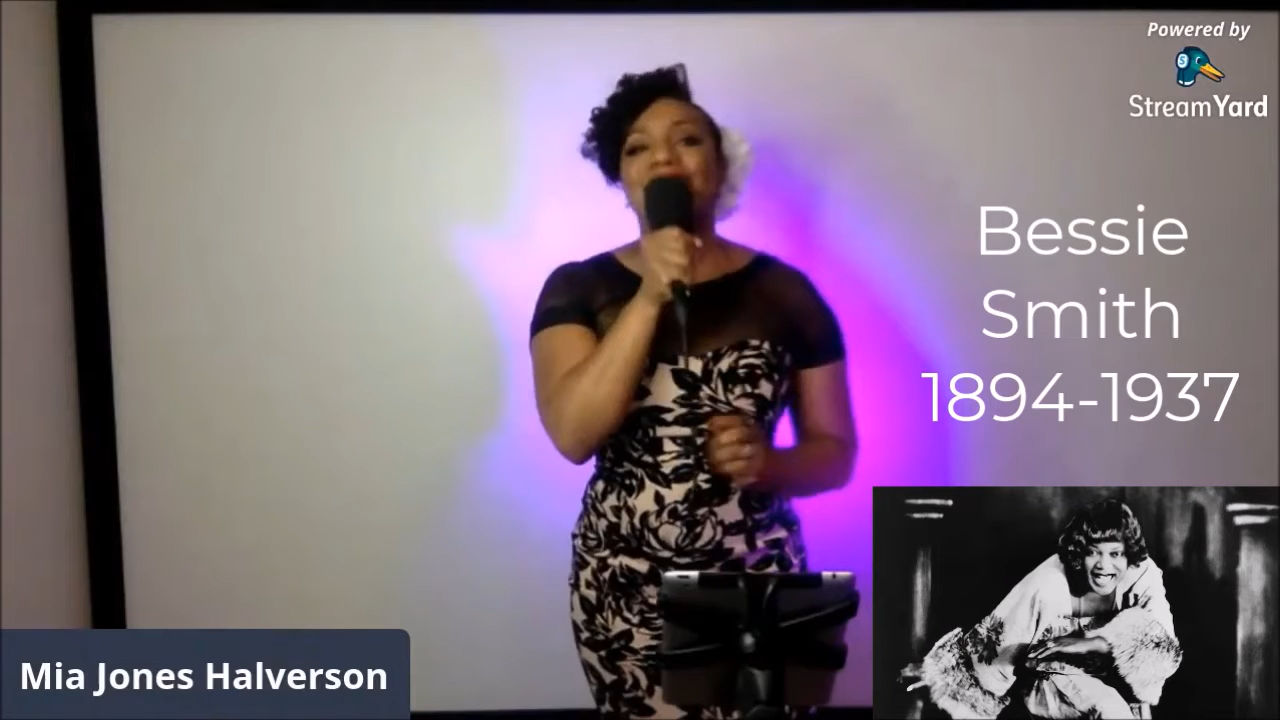 Powered by
StreamYard
Bessie
Smith
1894-1937
Mia Jones Halverson